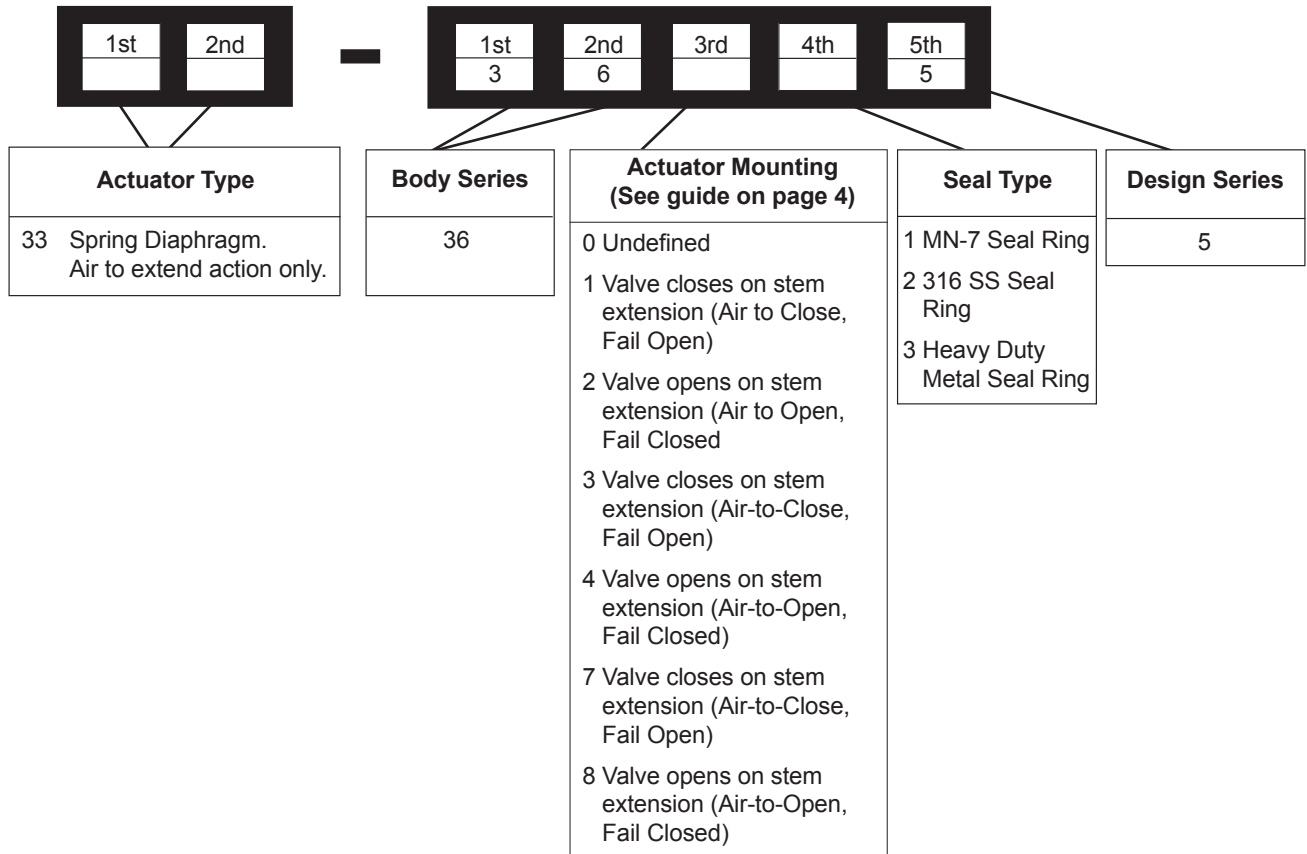 1st 2nd - 1st 2nd 3rd 4th 5th
3 6 5
Actuator Type
33 Spring Diaphragm.
Air to extend action only.
Body Series
36
Actuator Mounting
(See guide on page 4)
0 Undefined
1 Valve closes on stem
extension (Air to Close,
Fail Open)
2 Valve opens on stem
extension (Air to Open,
Fail Closed
3 Valve closes on stem
extension (Air-to-Close,
Fail Open)
4 Valve opens on stem
extension (Air-to-Open,
Fail Closed)
7 Valve closes on stem
extension (Air-to-Close,
Fail Open)
8 Valve opens on stem
extension (Air-to-Open,
Fail Closed)
Seal Type
1 MN-7 Seal Ring
2 316 SS Seal
Ring
3 Heavy Duty
Metal Seal Ring
Design Series
5